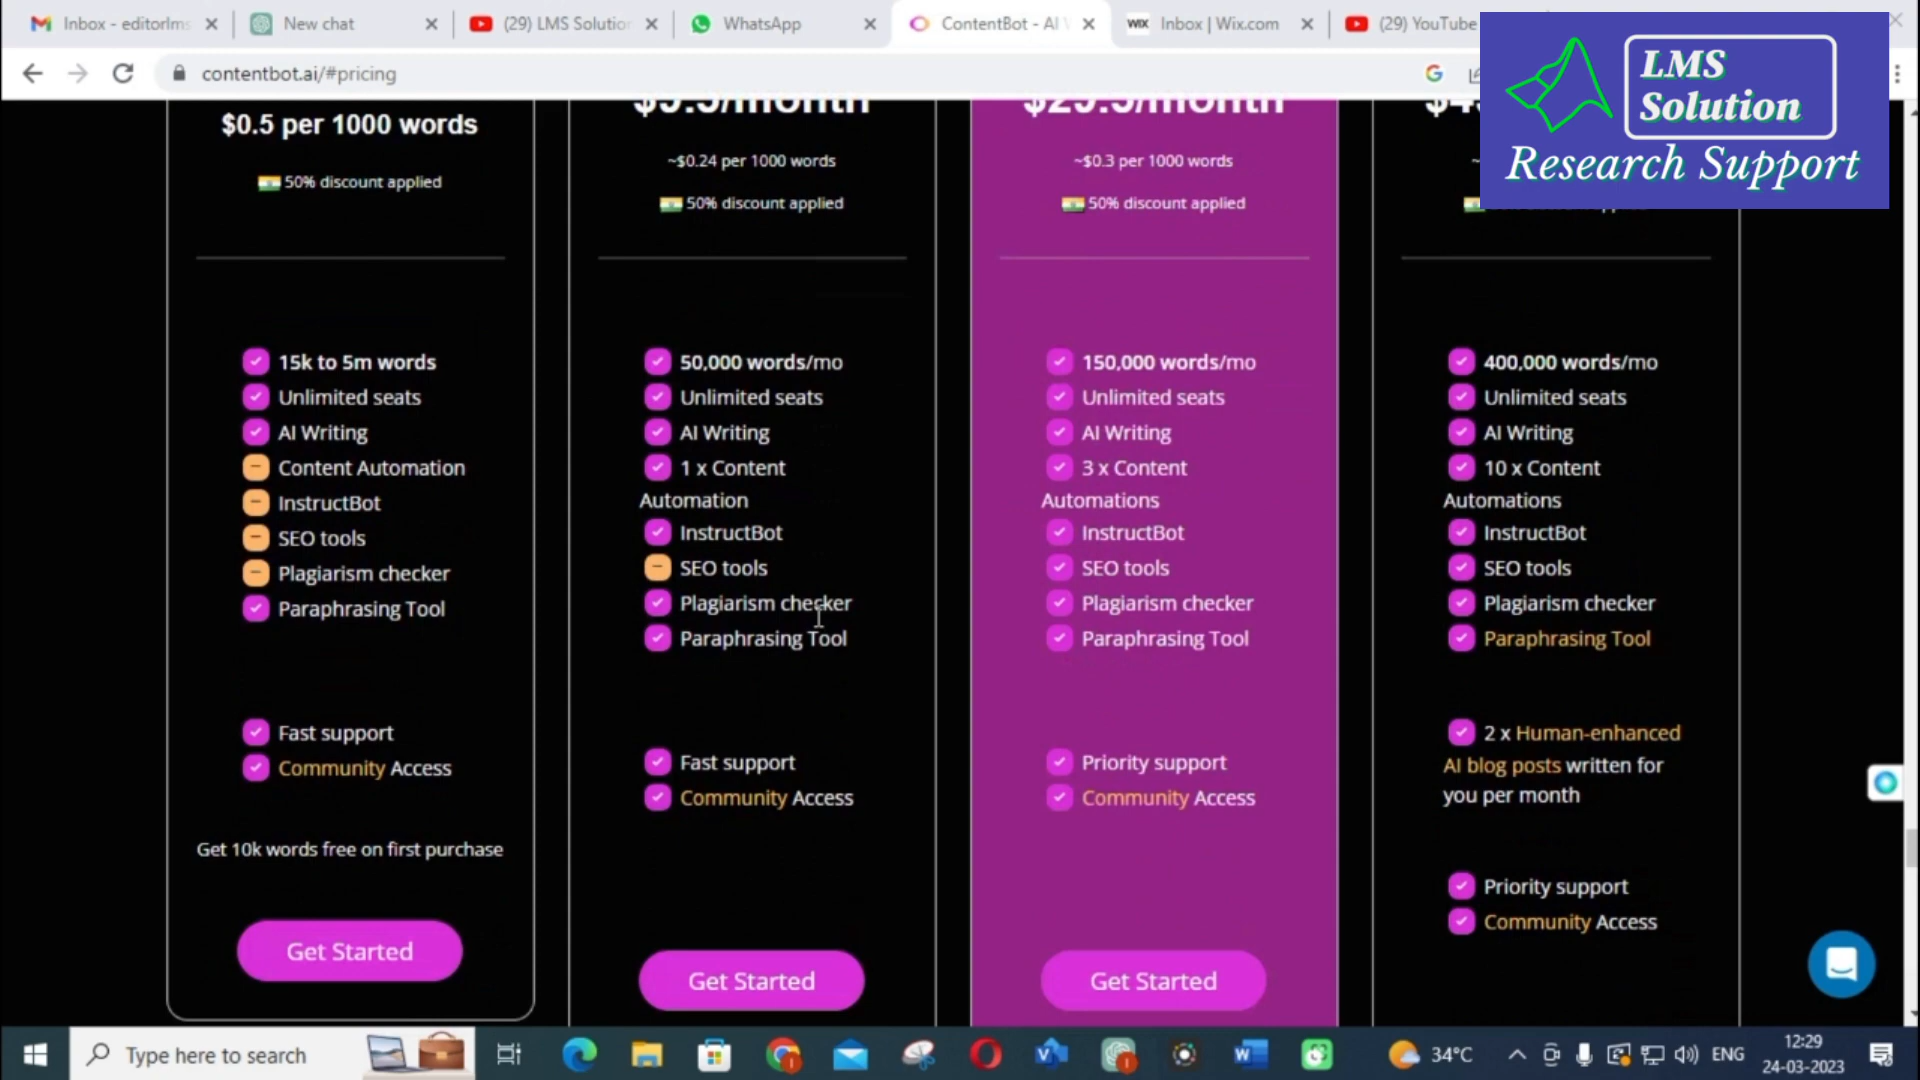 Inbox - editorlms
New chat
(29) LMS Solution
WhatsApp
ContentBot - AI
WIX
Inbox | Wix.com
(29) YouTube
contentbot.ai/#pricing
LMS
Solution
Research Support
$0.5 per 1000 words
50% discount applied
15k to 5m words
Unlimited seats
AI Writing
Content Automation
InstructBot
SEO tools
Plagiarism checker
Paraphrasing Tool
Fast support
Community Access
Get 10k words free on first purchase
Get Started
~$0.24 per 1000 words
50% discount applied
50,000 words/mo
Unlimited seats
AI Writing
1 x Content
Automation
InstructBot
SEO tools
Plagiarism checker
Paraphrasing Tool
Fast support
Community Access
Get Started
~$0.3 per 1000 words
50% discount applied
150,000 words/mo
Unlimited seats
AI Writing
3 x Content
Automations
InstructBot
SEO tools
Plagiarism checker
Paraphrasing Tool
Priority support
Community Access
Get Started
400,000 words/mo
Unlimited seats
AI Writing
10 x Content
Automations
InstructBot
SEO tools
Plagiarism checker
Paraphrasing Tool
2 x Human-enhanced
AI blog posts written for
you per month
Priority support
Community Access
Type here to search
34°C
ENG
12:29
24-03-2023